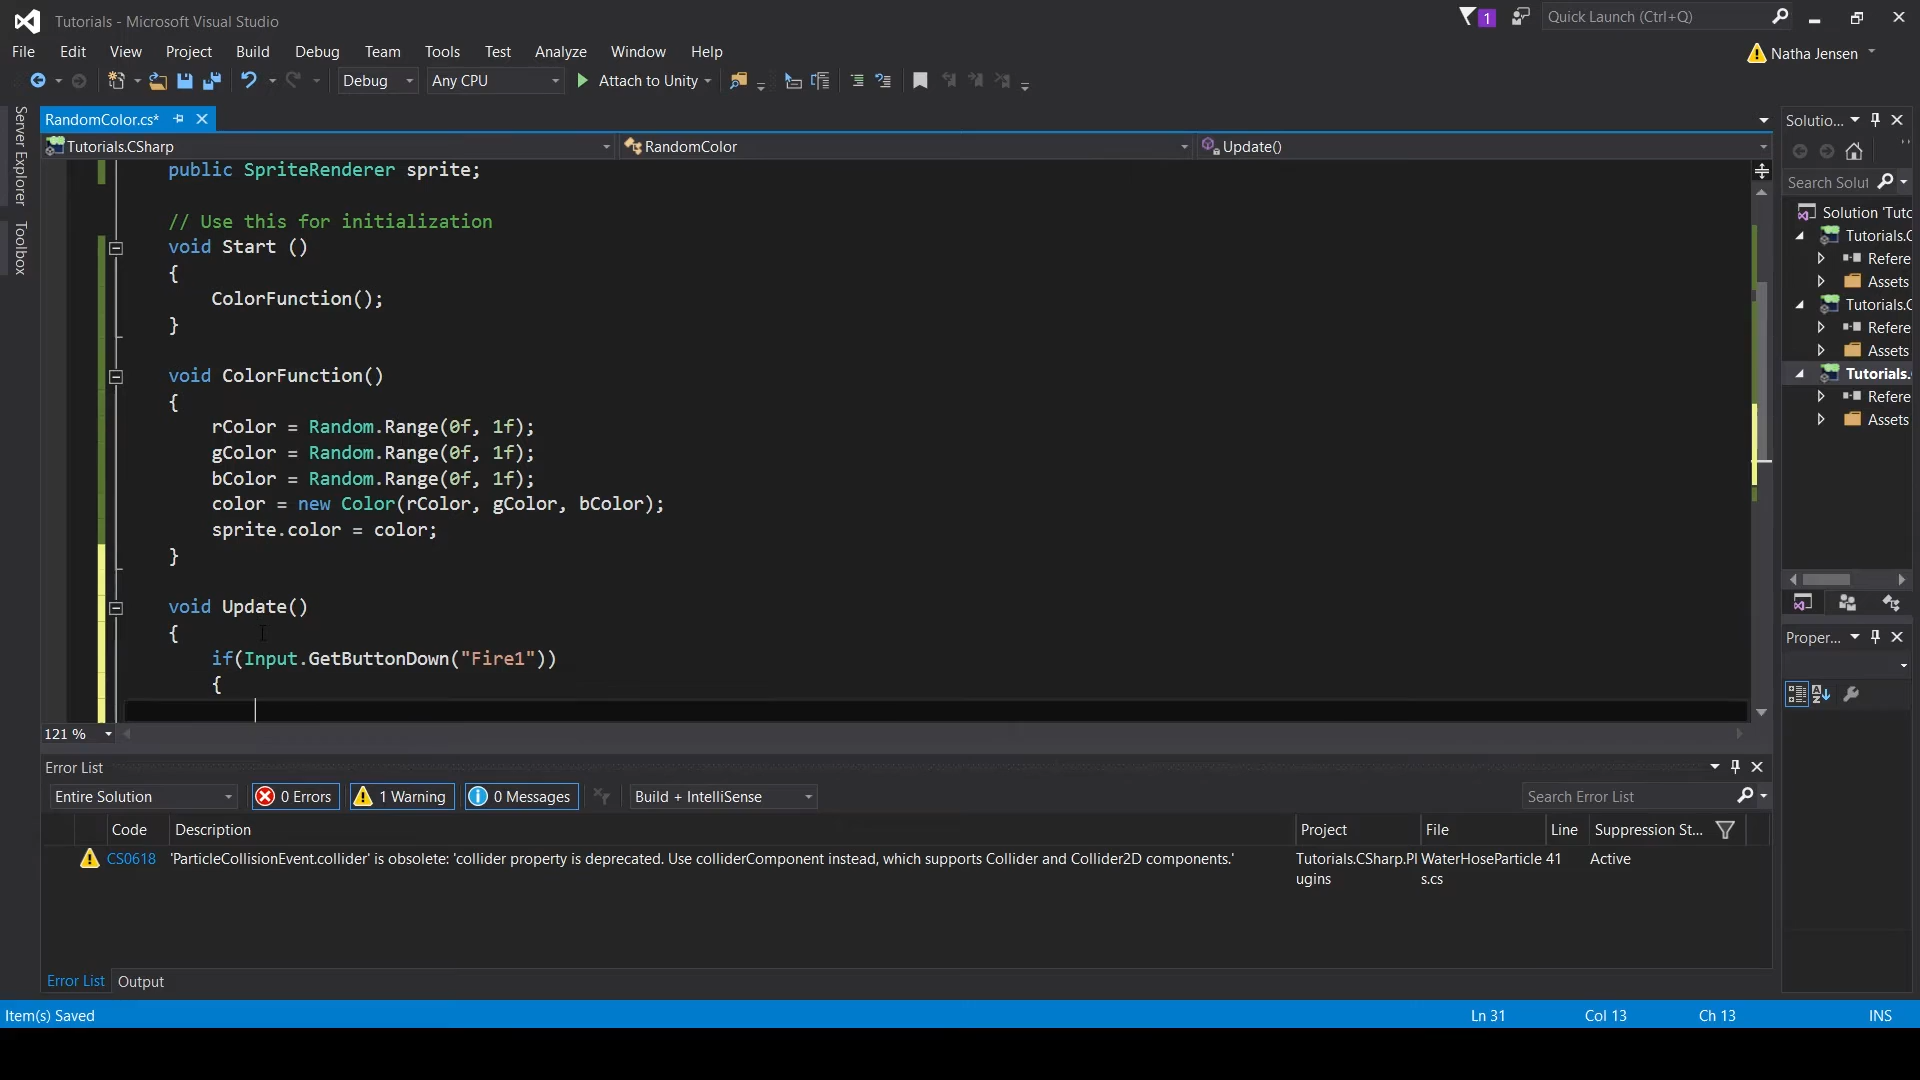 Tutorials - Microsoft Visual Studio
1
Quick Launch (Ctrl+Q)
File Edit View Project Build Debug Team Tools Test Analyze Window Help
Natha Jensen
Debug Any CPU Attach to Unity
Server Explorer
Toolbox
RandomColor.cs*
Tutorials.CSharp RandomColor Update()
public SpriteRenderer sprite;
// Use this for initialization
void Start ()
{
ColorFunction();
}
void ColorFunction()
{
rColor = Random.Range(0f, 1f);
gColor = Random.Range(0f, 1f);
bColor = Random.Range(0f, 1f);
color = new Color(rColor, gColor, bColor);
sprite.color = color;
}
void Update()
{
if(Input.GetButtonDown("Fire1"))
{
121 %
Solutio...
Search Solut
Solution 'Tuto
Tutorials.C
Refere
Assets
Tutorials.C
Refere
Assets
Tutorials.
Refere
Assets
Proper...
Error List
Entire Solution 0 Errors 1 Warning 0 Messages Build + IntelliSense Search Error List
Code Description Project File Line Suppression St...
CS0618 'ParticleCollisionEvent.collider' is obsolete: 'collider property is deprecated. Use colliderComponent instead, which supports Collider and Collider2D components.' Tutorials.CSharp.Pl WaterHoseParticle 41 Active
ugins s.cs
Error List Output
Item(s) Saved Ln 31 Col 13 Ch 13 INS